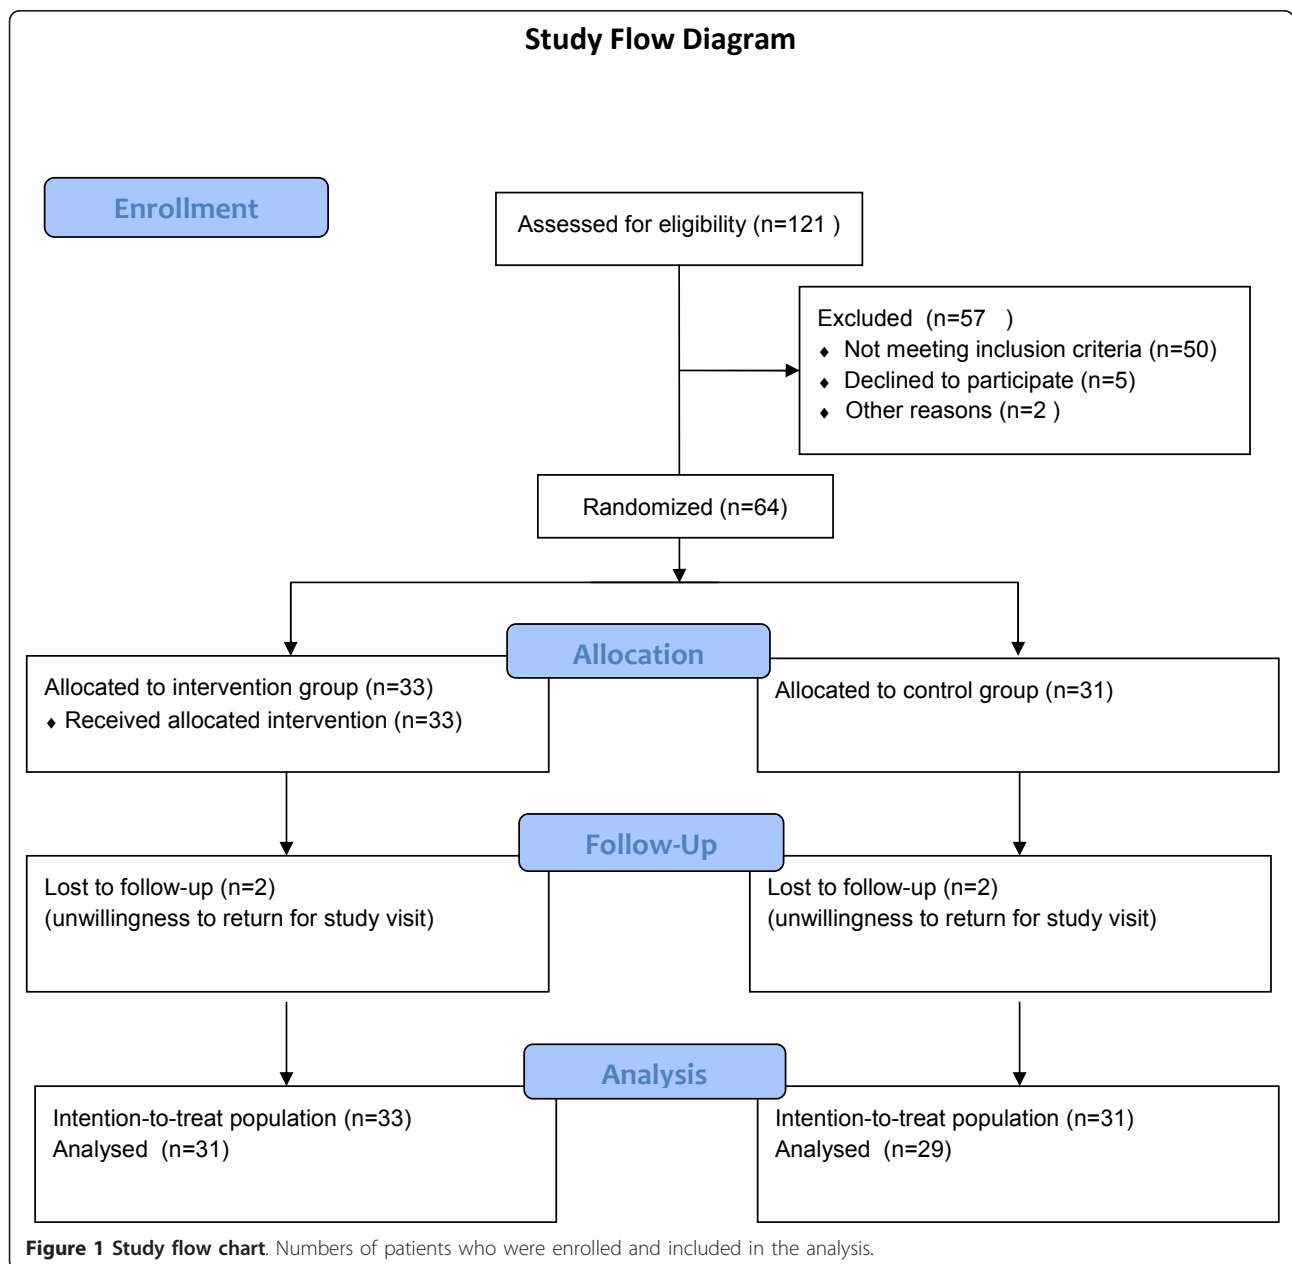 Study Flow Diagram
Enrollment
Assessed for eligibility (n=121 )
Excluded (n=57 )
♦ Not meeting inclusion criteria (n=50)
♦ Declined to participate (n=5)
♦ Other reasons (n=2 )
Randomized (n=64)
Allocation
Allocated to intervention group (n=33)
♦ Received allocated intervention (n=33)
Allocated to control group (n=31)
Follow-Up
Lost to follow-up (n=2)
(unwillingness to return for study visit)
Lost to follow-up (n=2)
(unwillingness to return for study visit)
Analysis
Intention-to-treat population (n=33)
Analysed (n=31)
Intention-to-treat population (n=31)
Analysed (n=29)
Figure 1 Study flow chart. Numbers of patients who were enrolled and included in the analysis.